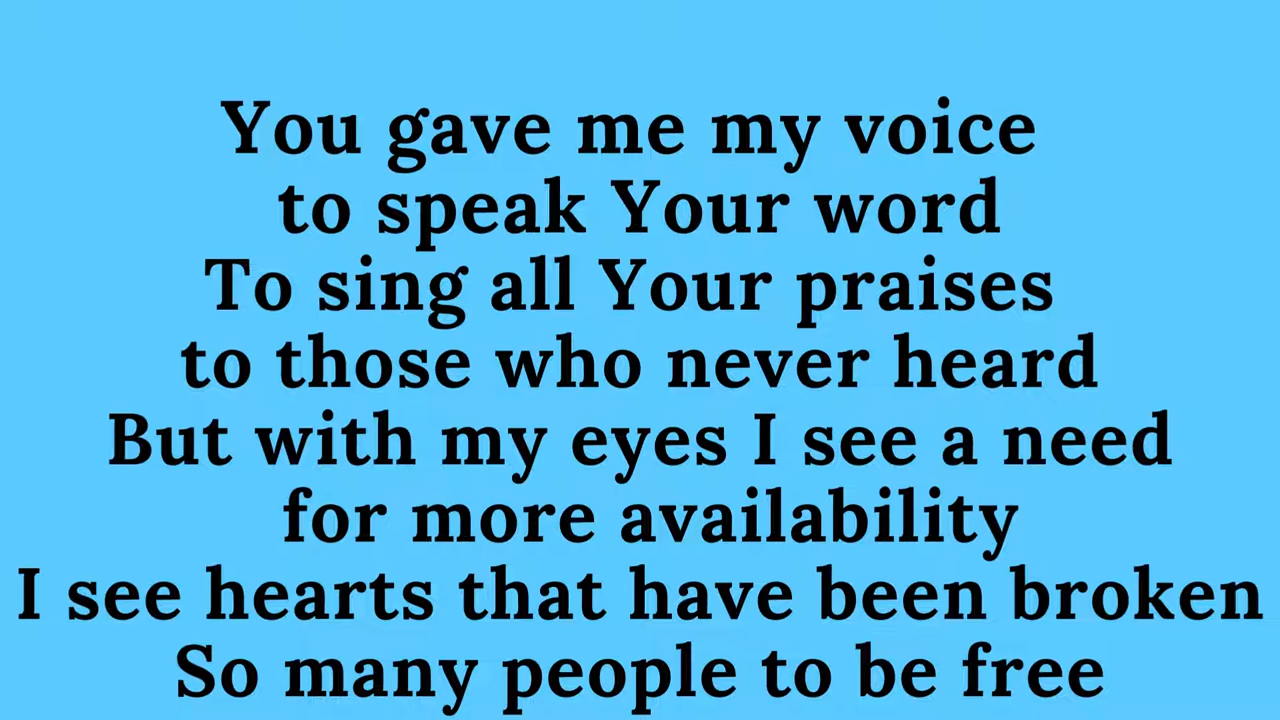 You gave me my voice
to speak Your word
To sing all Your praises
to those who never heard
But with my eyes I see a need
for more availability
I see hearts that have been broken
So many people to be free